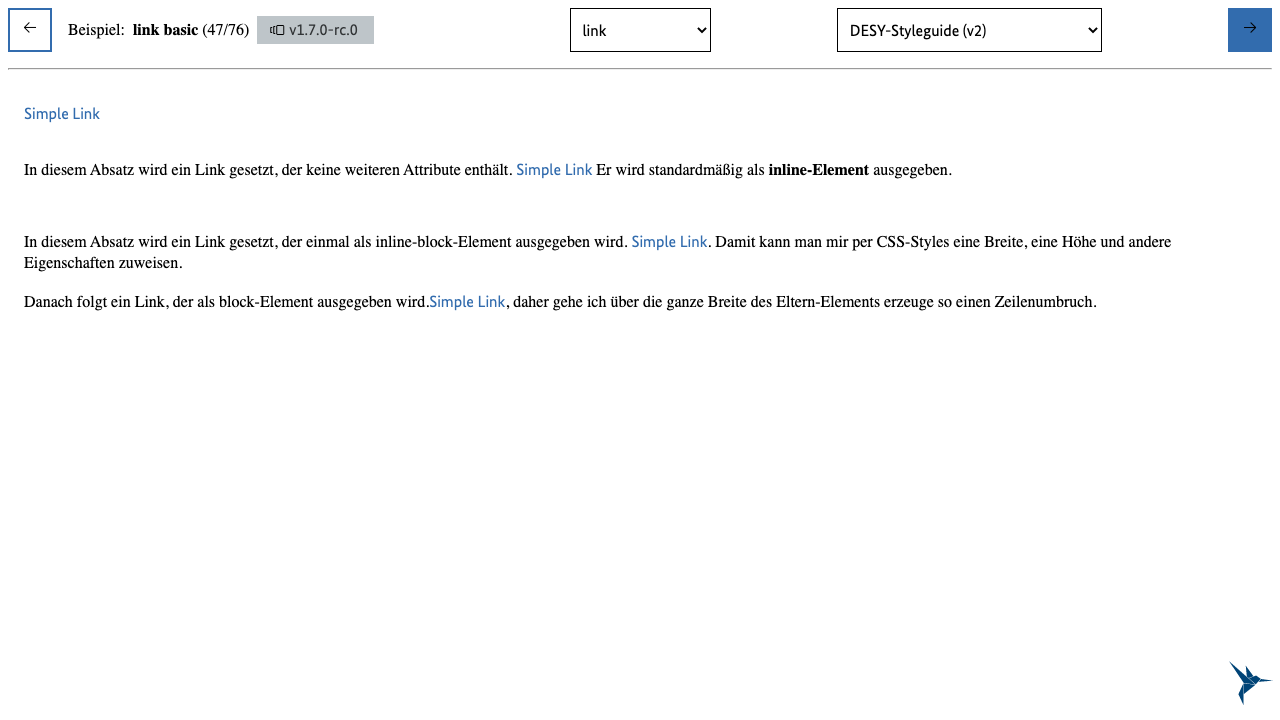 ← Beispiel: link basic (47/76) v1.7.0-rc.0 link DESY-Styleguide (v2) →
Simple Link
In diesem Absatz wird ein Link gesetzt, der keine weiteren Attribute enthält. Simple Link Er wird standardmäßig als inline-Element ausgegeben.
In diesem Absatz wird ein Link gesetzt, der einmal als inline-block-Element ausgegeben wird. Simple Link. Damit kann man mir per CSS-Styles eine Breite, eine Höhe und andere
Eigenschaften zuweisen.
Danach folgt ein Link, der als block-Element ausgegeben wird.Simple Link, daher gehe ich über die ganze Breite des Eltern-Elements erzeuge so einen Zeilenumbruch.